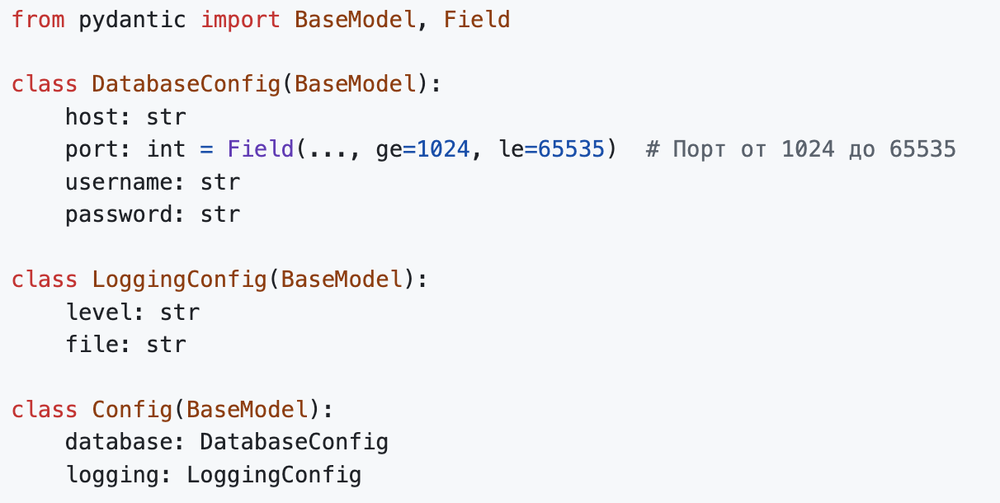 from pydantic import BaseModel, Field

class DatabaseConfig(BaseModel):
    host: str
    port: int = Field(..., ge=1024, le=65535)  # Порт от 1024 до 65535
    username: str
    password: str

class LoggingConfig(BaseModel):
    level: str
    file: str

class Config(BaseModel):
    database: DatabaseConfig
    logging: LoggingConfig